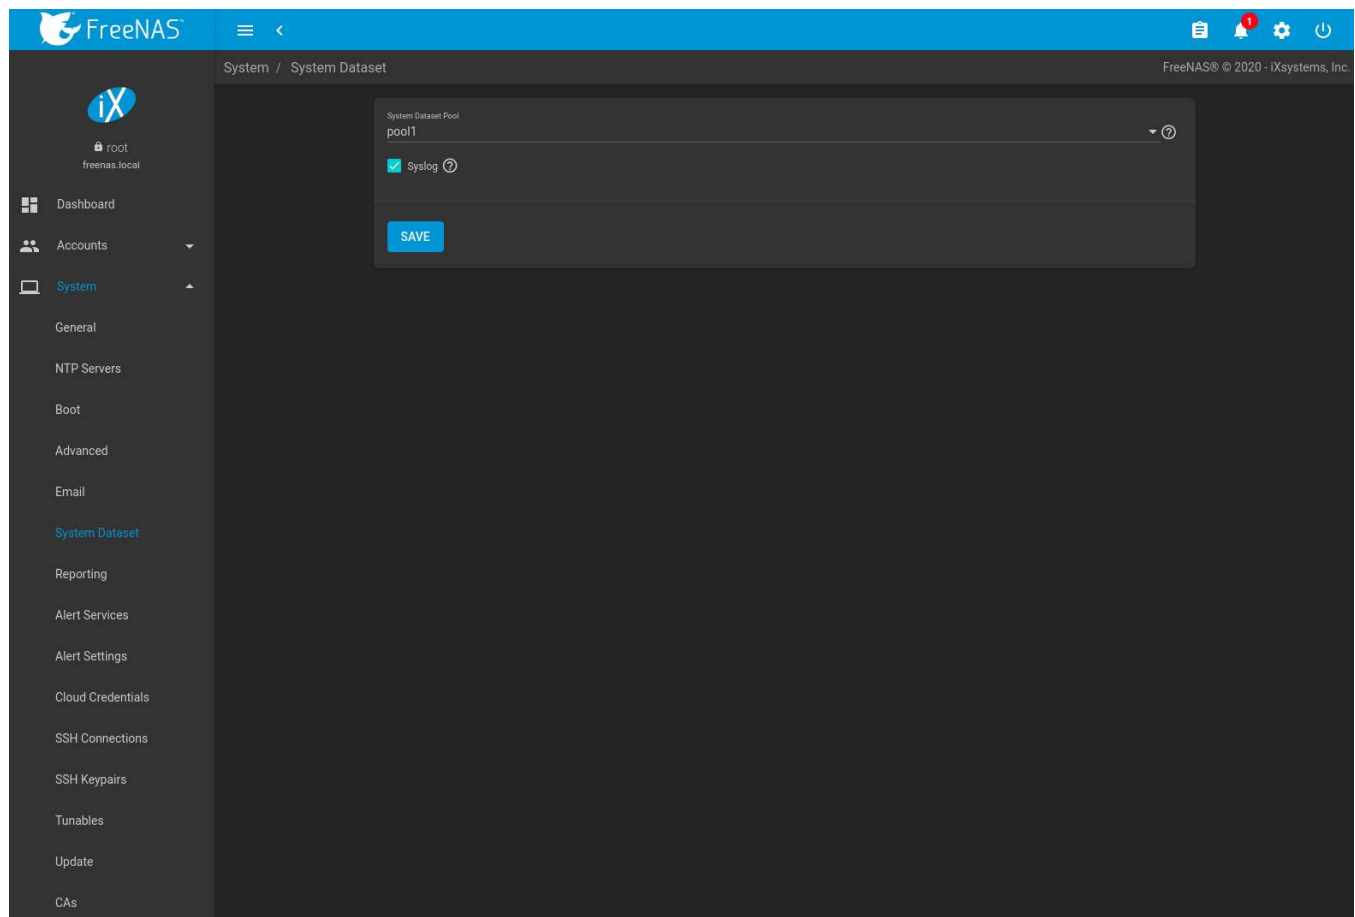 FreeNAS™
1
System / System Dataset
FreeNAS® © 2020 - iXsystems, Inc.
iX
root
freenas.local
Dashboard
Accounts
System
General
NTP Servers
Boot
Advanced
Email
System Dataset
Reporting
Alert Services
Alert Settings
Cloud Credentials
SSH Connections
SSH Keypairs
Tunables
Update
CAs
System Dataset Pool
pool1
Syslog
SAVE